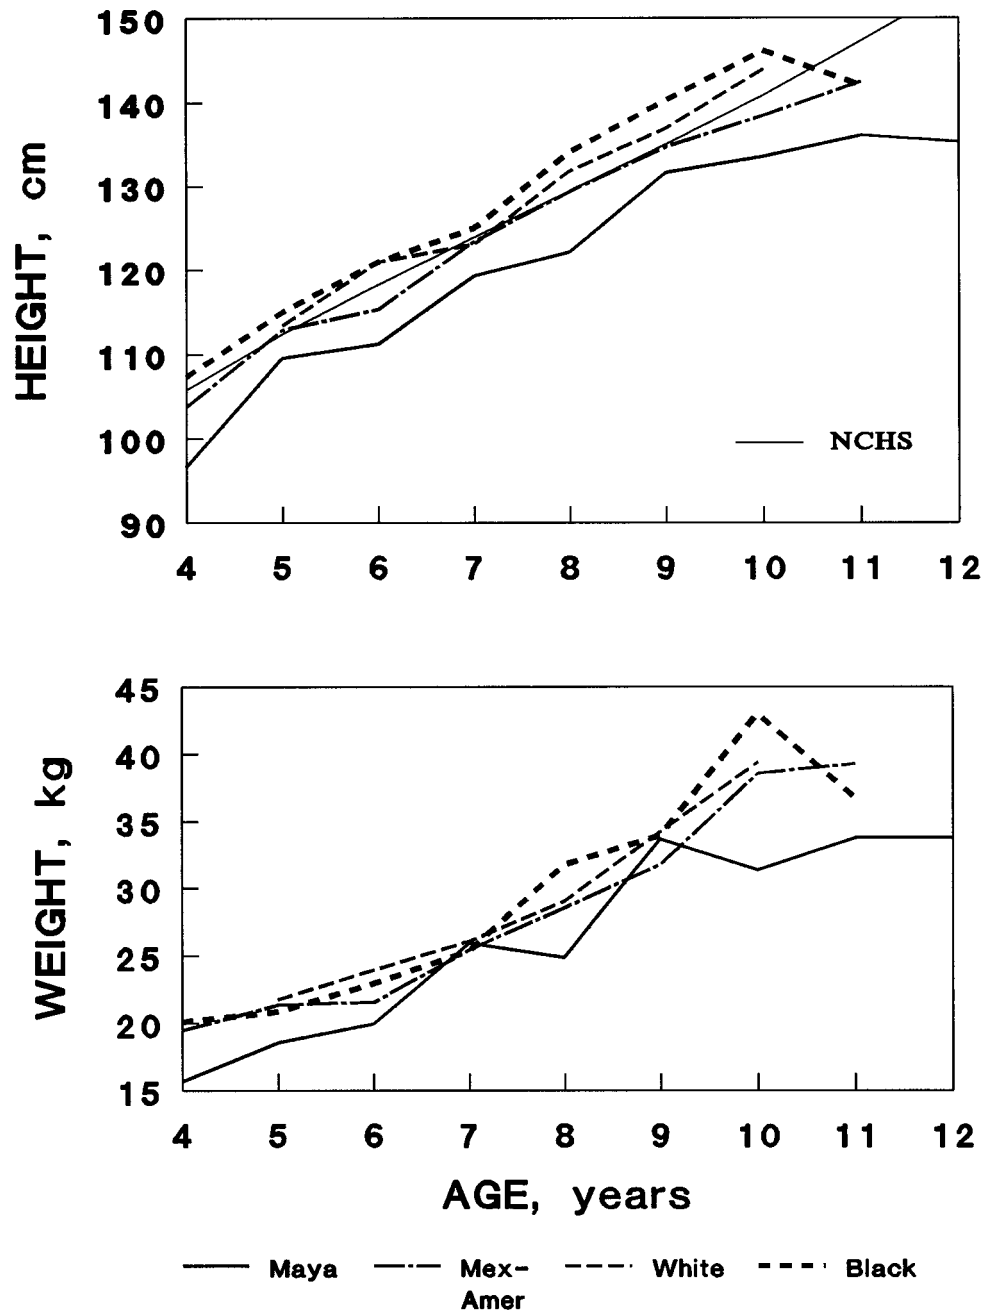 HEIGHT, cm
150
140
130
120
110
100
90
NCHS
4 5 6 7 8 9 10 11 12
WEIGHT, kg
45
40
35
30
25
20
15
4 5 6 7 8 9 10 11 12
AGE, years
Maya Mex- White Black
Amer